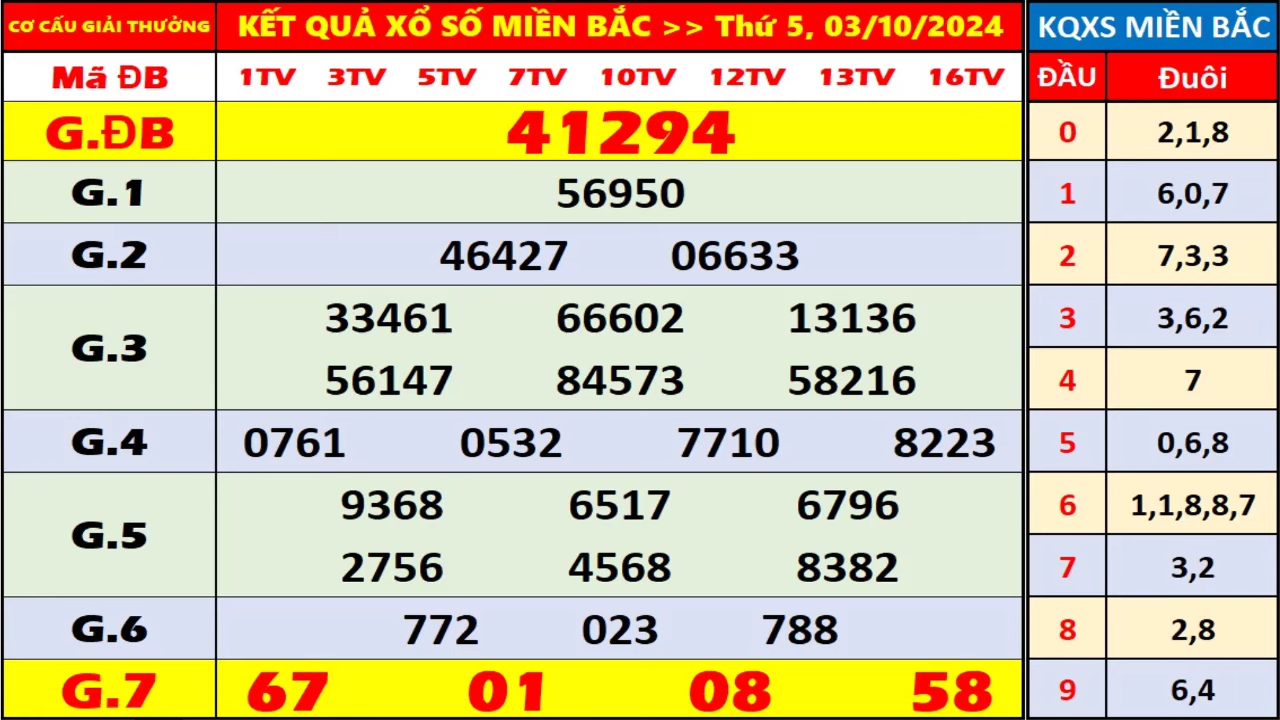 CƠ CẤU GIẢI THƯỞNG KẾT QUẢ XỔ SỐ MIỀN BẮC >> Thứ 5, 03/10/2024
Mã ĐB 1TV 3TV 5TV 7TV 10TV 12TV 13TV 16TV
G.ĐB 41294
G.1 56950
G.2 46427 06633
G.3 33461 66602 13136
56147 84573 58216
G.4 0761 0532 7710 8223
G.5 9368 6517 6796
2756 4568 8382
G.6 772 023 788
G.7 67 01 08 58
KQXS MIỀN BẮC
ĐẦU Đuôi
0 2,1,8
1 6,0,7
2 7,3,3
3 3,6,2
4 7
5 0,6,8
6 1,1,8,8,7
7 3,2
8 2,8
9 6,4